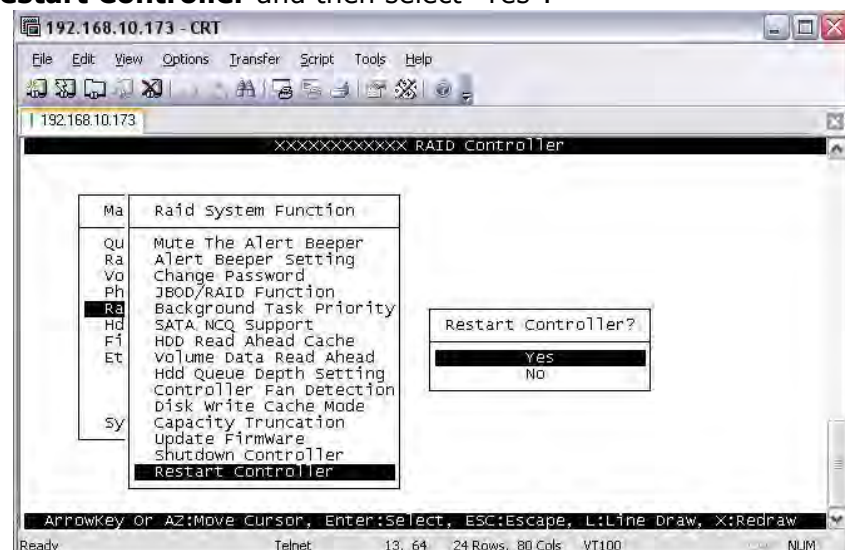 Restart Controller and then select "Yes".
192.168.10.173 - CRT
File Edit View Options Transfer Script Tools Help
192.168.10.173
XXXXXXXXXXXX RAID Controller
Ma
Raid System Function
Qu
Mute The Alert Beeper
Ra
Alert Beeper Setting
Vo
Change Password
Ph
JBOD/RAID Function
Ra
Background Task Priority
Hd
SATA NCQ Support
Fi
HDD Read Ahead Cache
Et
Volume Data Read Ahead
Hdd Queue Depth Setting
Controller Fan Detection
Disk Write Cache Mode
Sy
Capacity Truncation
Update Firmware
Shutdown Controller
Restart Controller
Restart Controller?
Yes
No
ArrowKey Or AZ:Move Cursor, Enter:Select, ESC:Escape, L:Line Draw, X:Redraw
Ready Telnet 13, 64 24 Rows, 80 Cols VT100 NUM